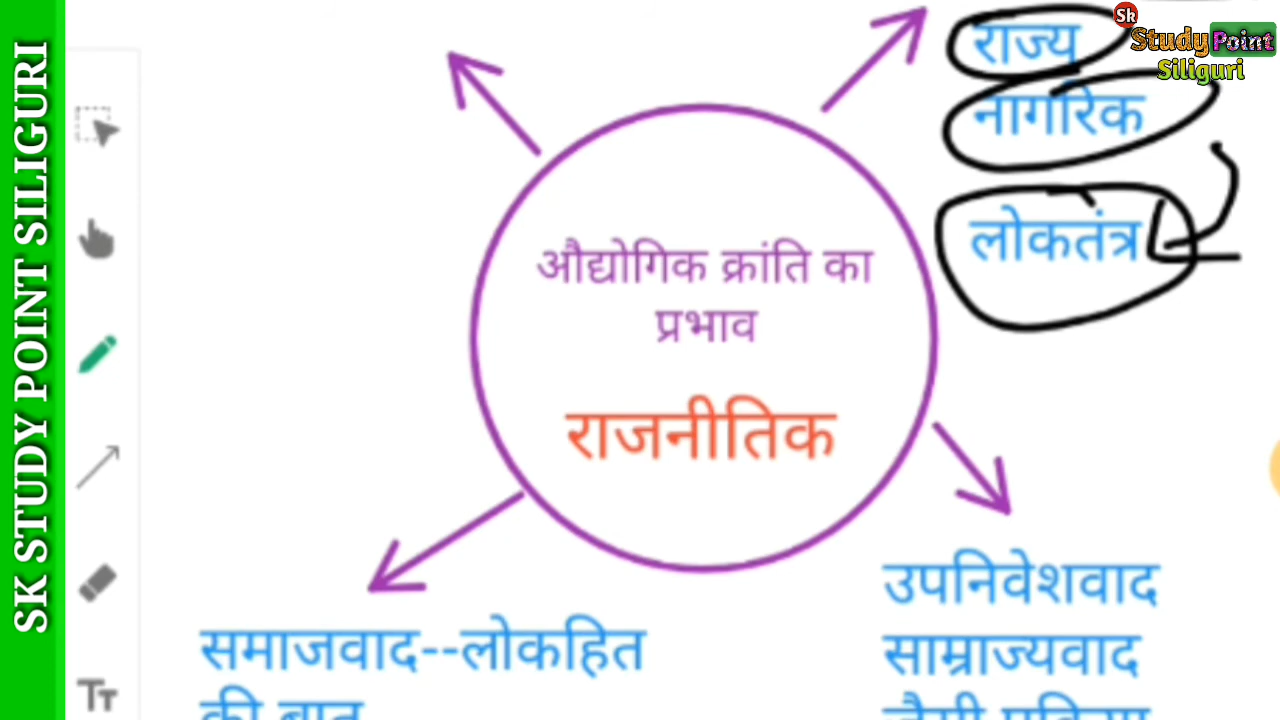 SK STUDY POINT SILIGURI
Sk
Study Point
Siliguri
राज्य
नागरिक
लोकतंत्र
औद्योगिक क्रांति का
प्रभाव
राजनीतिक
उपनिवेशवाद
साम्राज्यवाद
समाजवाद--लोकहित
की बात
TT